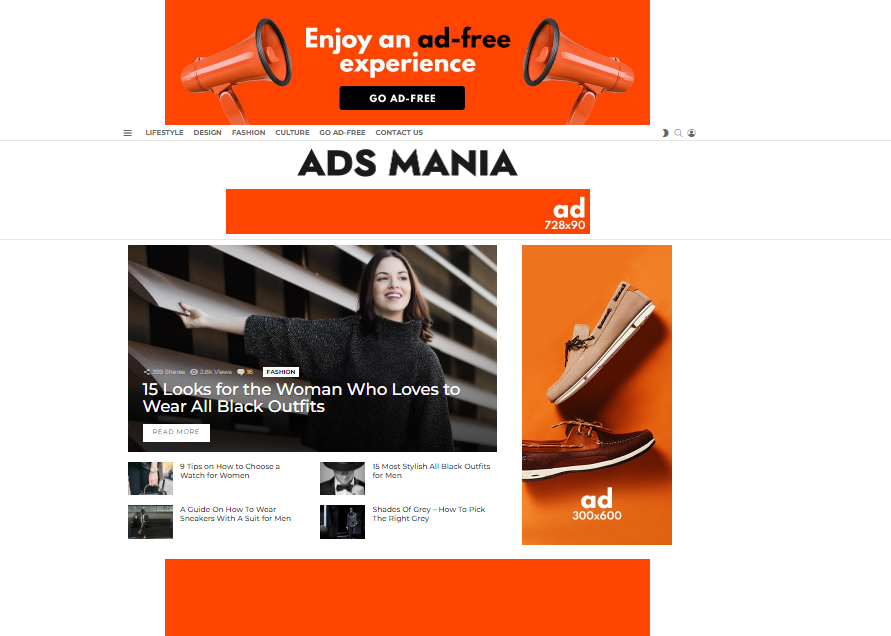 Enjoy an ad-free
experience
GO AD-FREE
LIFESTYLE DESIGN FASHION CULTURE GO AD-FREE CONTACT US
ADS MANIA
ad
728x90
359 Shares 2.8k Views 16 FASHION
15 Looks for the Woman Who Loves to
Wear All Black Outfits
READ MORE
9 Tips on How to Choose a
Watch for Women
15 Most Stylish All Black Outfits
for Men
A Guide On How To Wear
Sneakers With A Suit for Men
Shades Of Grey – How To Pick
The Right Grey
ad
300x600